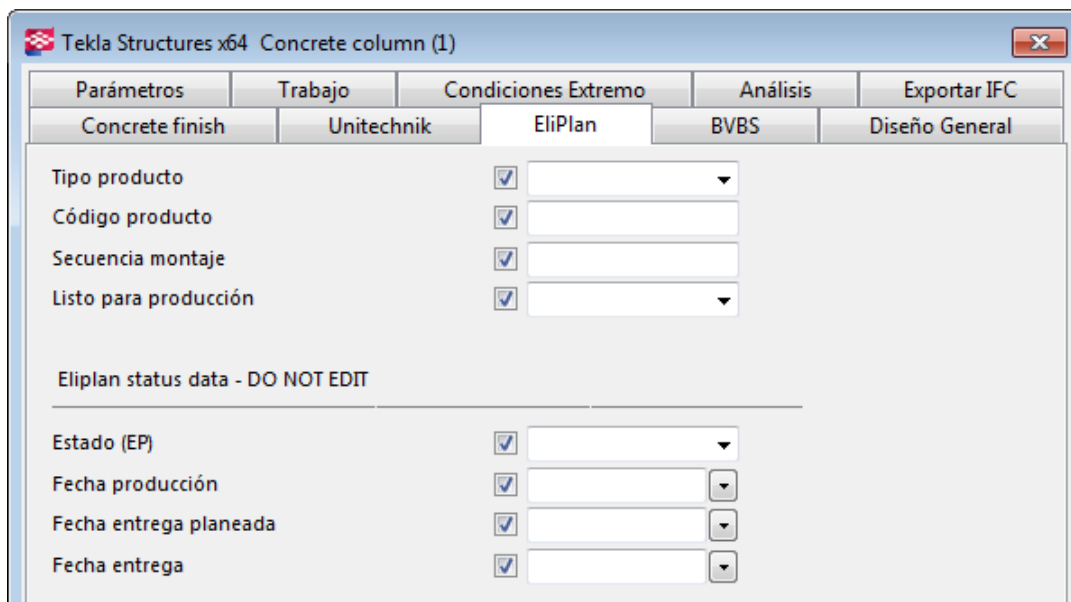 Tekla Structures x64 Concrete column (1)
Parámetros Trabajo Condiciones Extremo Análisis Exportar IFC
Concrete finish Unitechnik EliPlan BVBS Diseño General
Tipo producto
Código producto
Secuencia montaje
Listo para producción
Eliplan status data - DO NOT EDIT
Estado (EP)
Fecha producción
Fecha entrega planeada
Fecha entrega